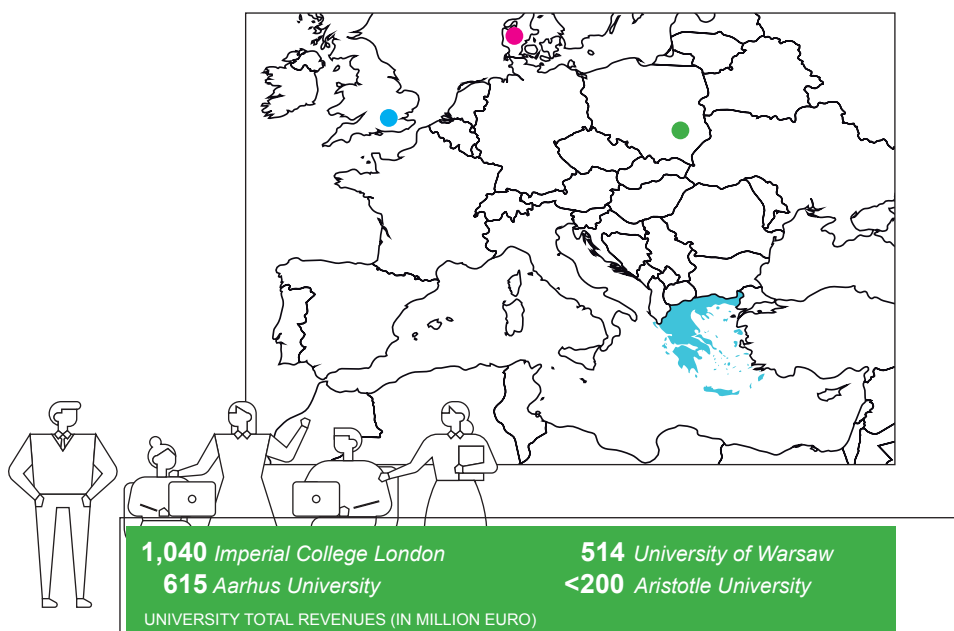 1,040 Imperial College London
615 Aarhus University
514 University of Warsaw
<200 Aristotle University
UNIVERSITY TOTAL REVENUES (IN MILLION EURO)